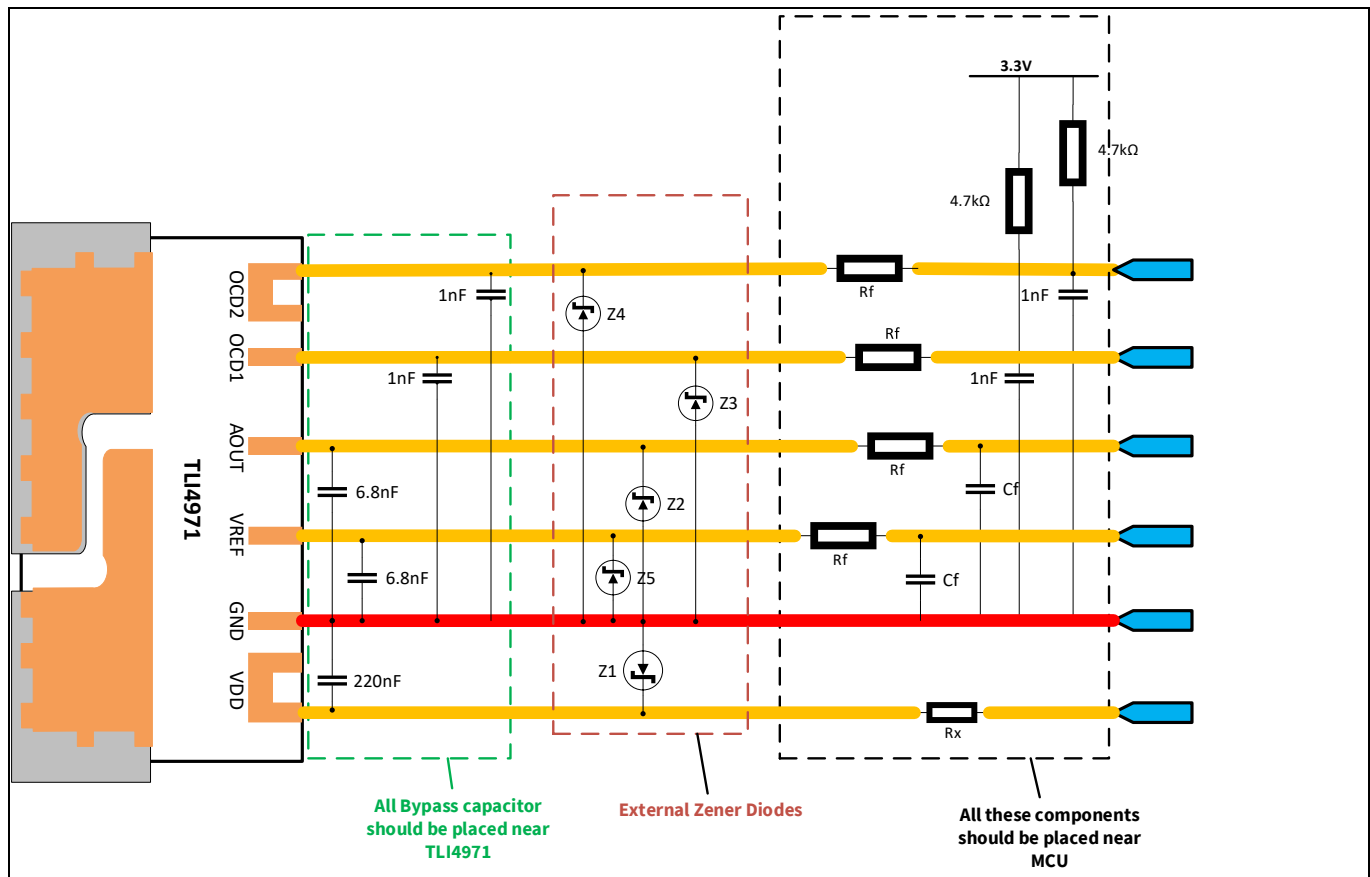 3.3V
4.7kΩ
4.7kΩ
OCD2
1nF
Z4
Rf
1nF
OCD1
1nF
Z3
Rf
1nF
AOUT
6.8nF
Z2
Rf
Cf
TLI4971
VREF
6.8nF
Z5
Rf
Cf
GND
VDD
220nF
Z1
Rx
All Bypass capacitor
should be placed near
TLI4971
External Zener Diodes
All these components
should be placed near
MCU